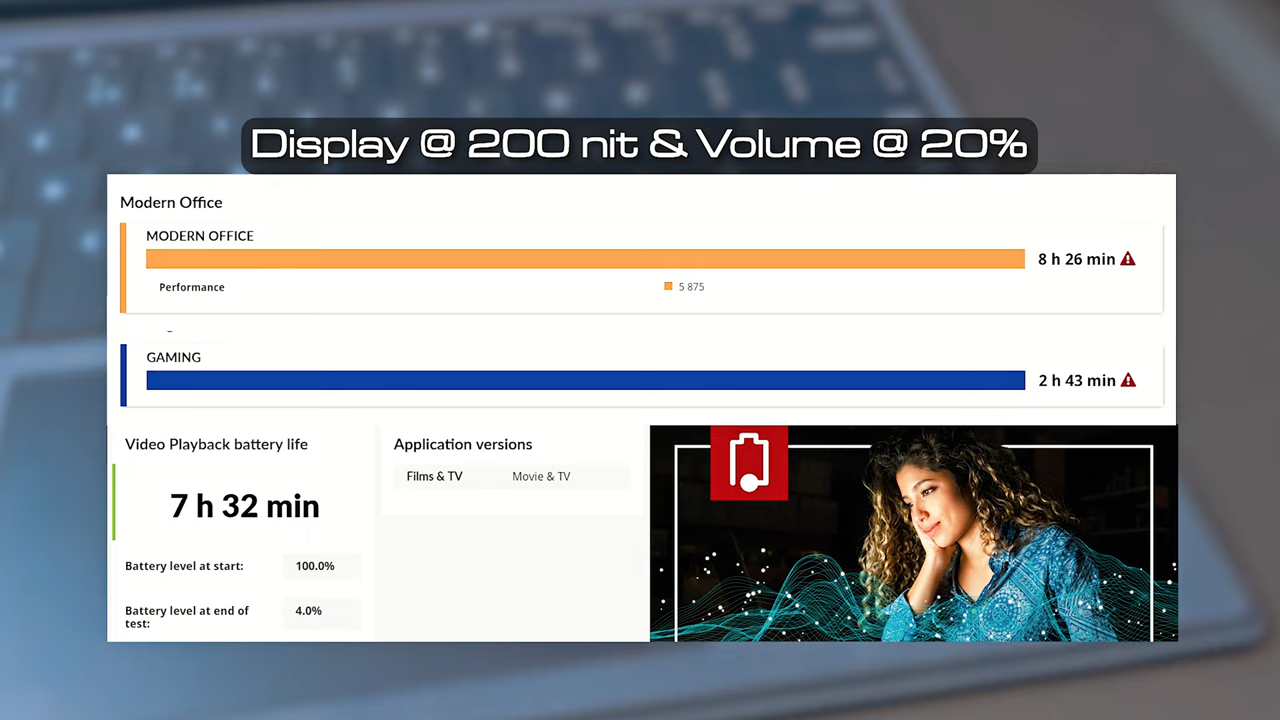 Display @ 200 nit & Volume @ 20%
Modern Office
MODERN OFFICE
8 h 26 min
Performance
5 875
GAMING
2 h 43 min
Video Playback battery life
7 h 32 min
Battery level at start:
100.0%
Battery level at end of
test:
4.0%
Application versions
Films & TV
Movie & TV